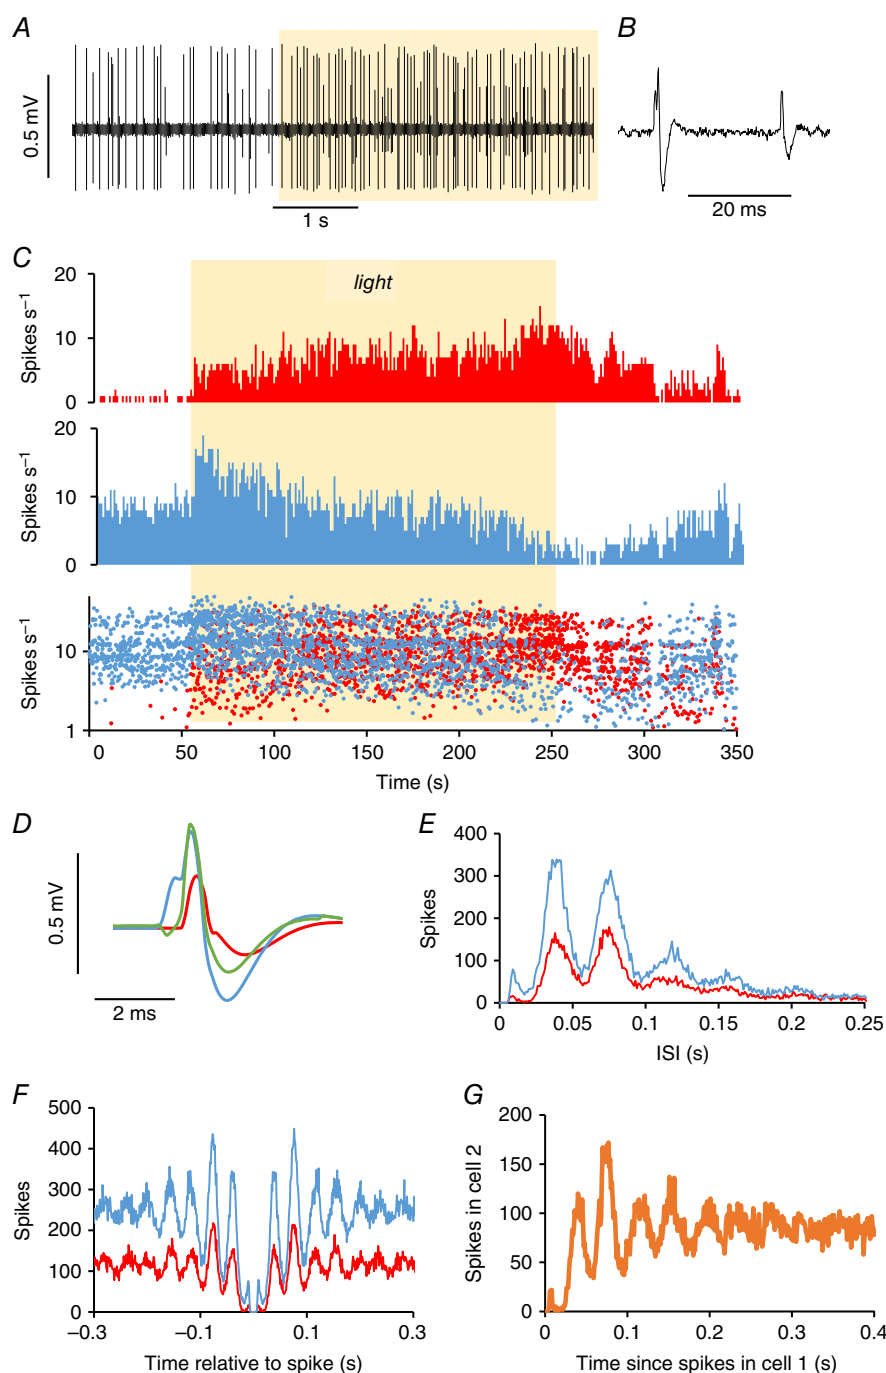 A
B
0.5 mV
1 s
20 ms
C
light
20
10
0
Spikes s⁻¹
20
10
0
Spikes s⁻¹
10
1
Spikes s⁻¹
0 50 100 150 200 250 300 350
Time (s)
D
0.5 mV
2 ms
E
400
300
200
100
0
Spikes
0 0.05 0.1 0.15 0.2 0.25
ISI (s)
F
500
400
300
200
100
0
Spikes
–0.3 –0.1 0.1 0.3
Time relative to spike (s)
G
200
150
100
50
0
Spikes in cell 2
0 0.1 0.2 0.3 0.4
Time since spikes in cell 1 (s)